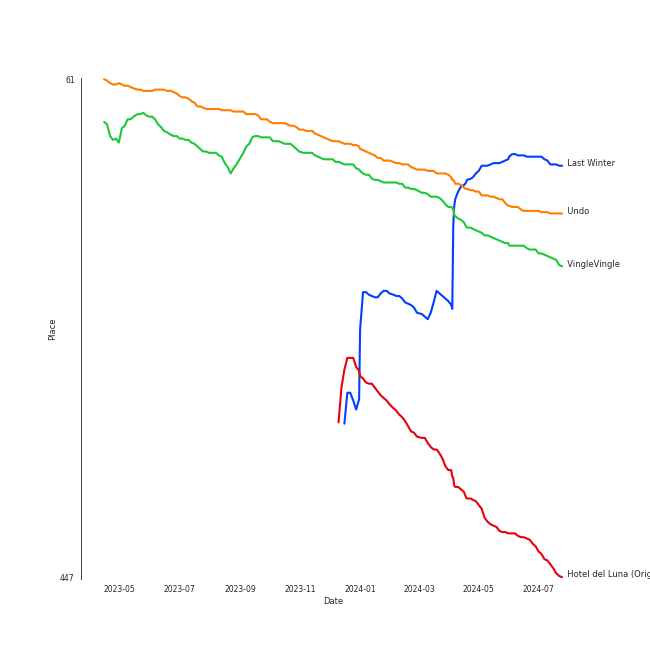 61
Last Winter
Undo
VingleVingle
Place
Hotel del Luna (Orig
447
2023-05 2023-07 2023-09 2023-11 2024-01 2024-03 2024-05 2024-07
Date